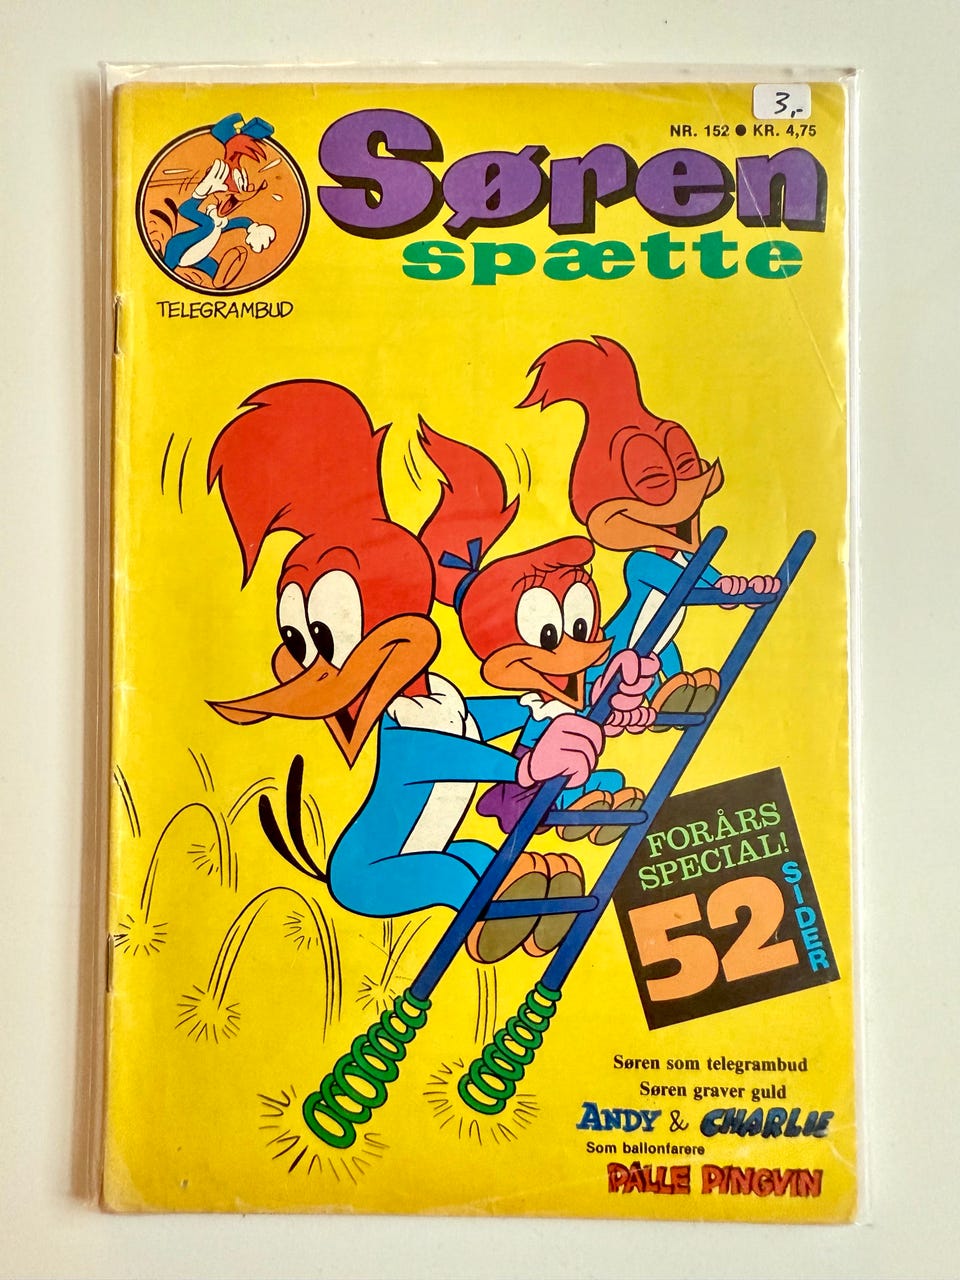 3,-
NR. 152 ● KR. 4,75
Søren
spætte
TELEGRAMBUD
FORÅRS
SPECIAL!
52
SIDER
Søren som telegrambud
Søren graver guld
ANDY & CHARLIE
Som ballonfarere
PALLE PINGVIN